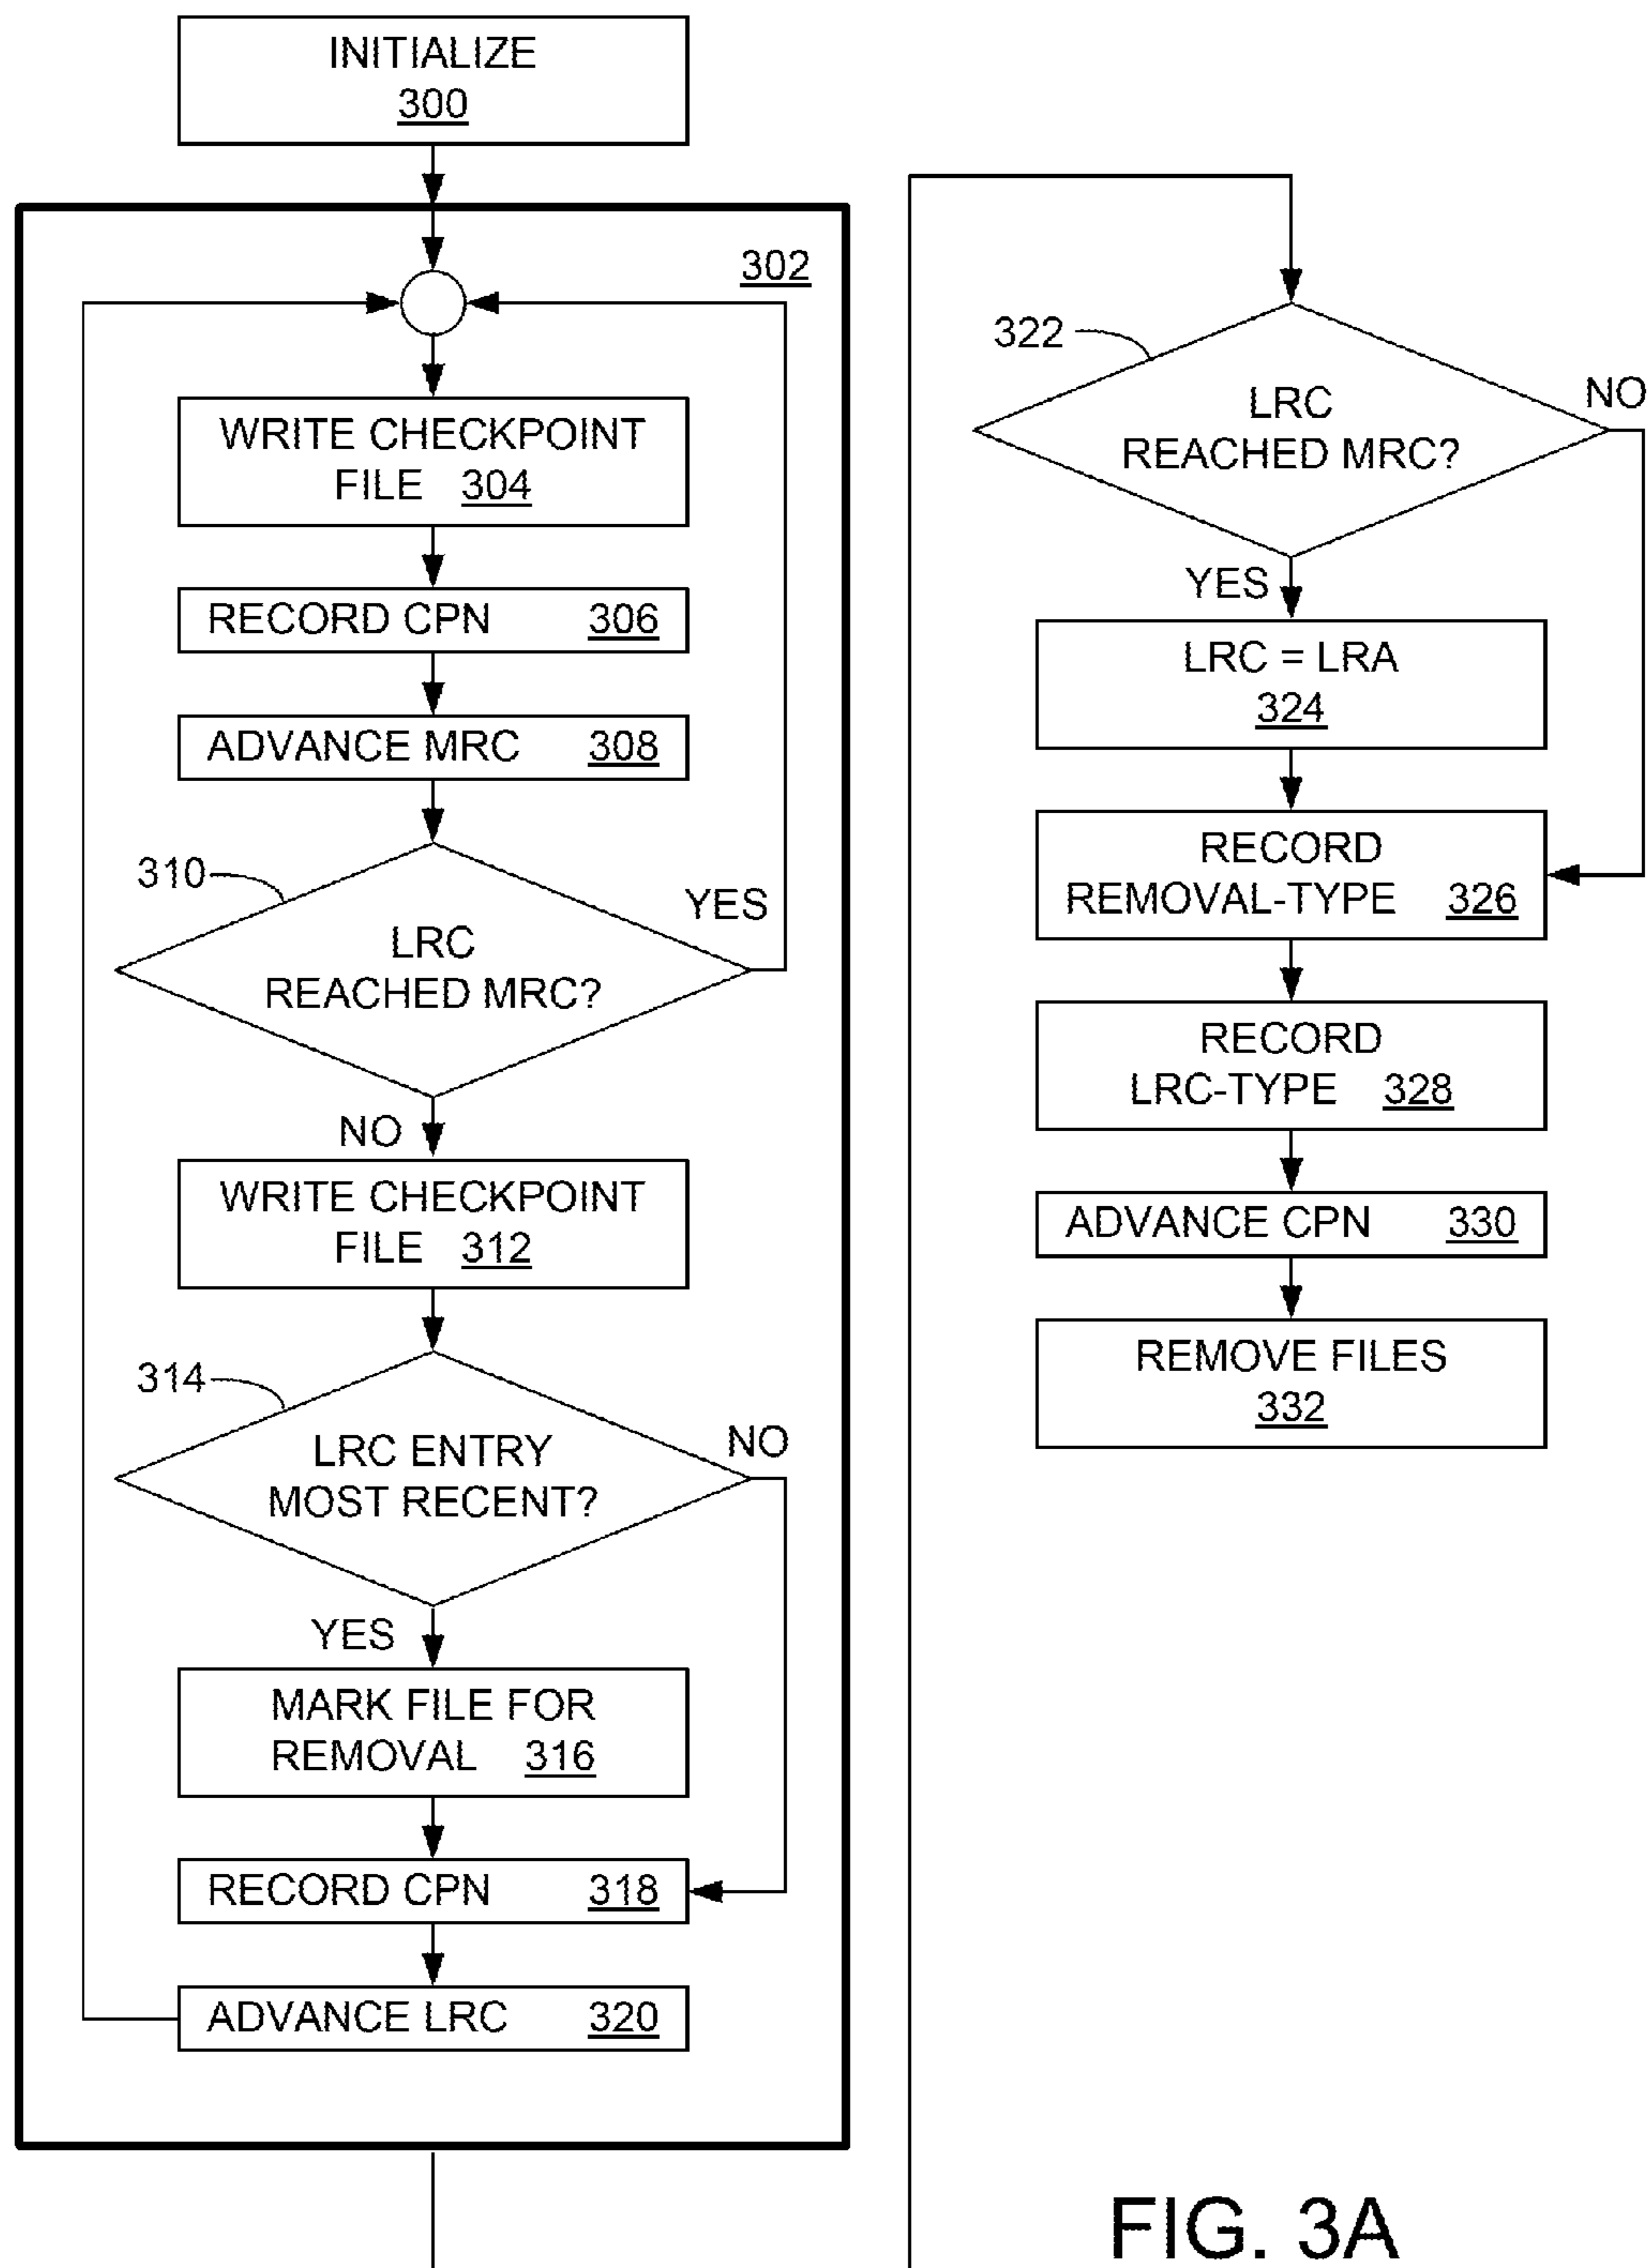 INITIALIZE
300
302
WRITE CHECKPOINT
FILE 304
RECORD CPN 306
ADVANCE MRC 308
310
YES
LRC
REACHED MRC?
NO
WRITE CHECKPOINT
FILE 312
314
NO
LRC ENTRY
MOST RECENT?
YES
MARK FILE FOR
REMOVAL 316
RECORD CPN 318
ADVANCE LRC 320
322
NO
LRC
REACHED MRC?
YES
LRC = LRA
324
RECORD
REMOVAL-TYPE 326
RECORD
LRC-TYPE 328
ADVANCE CPN 330
REMOVE FILES
332
FIG. 3A